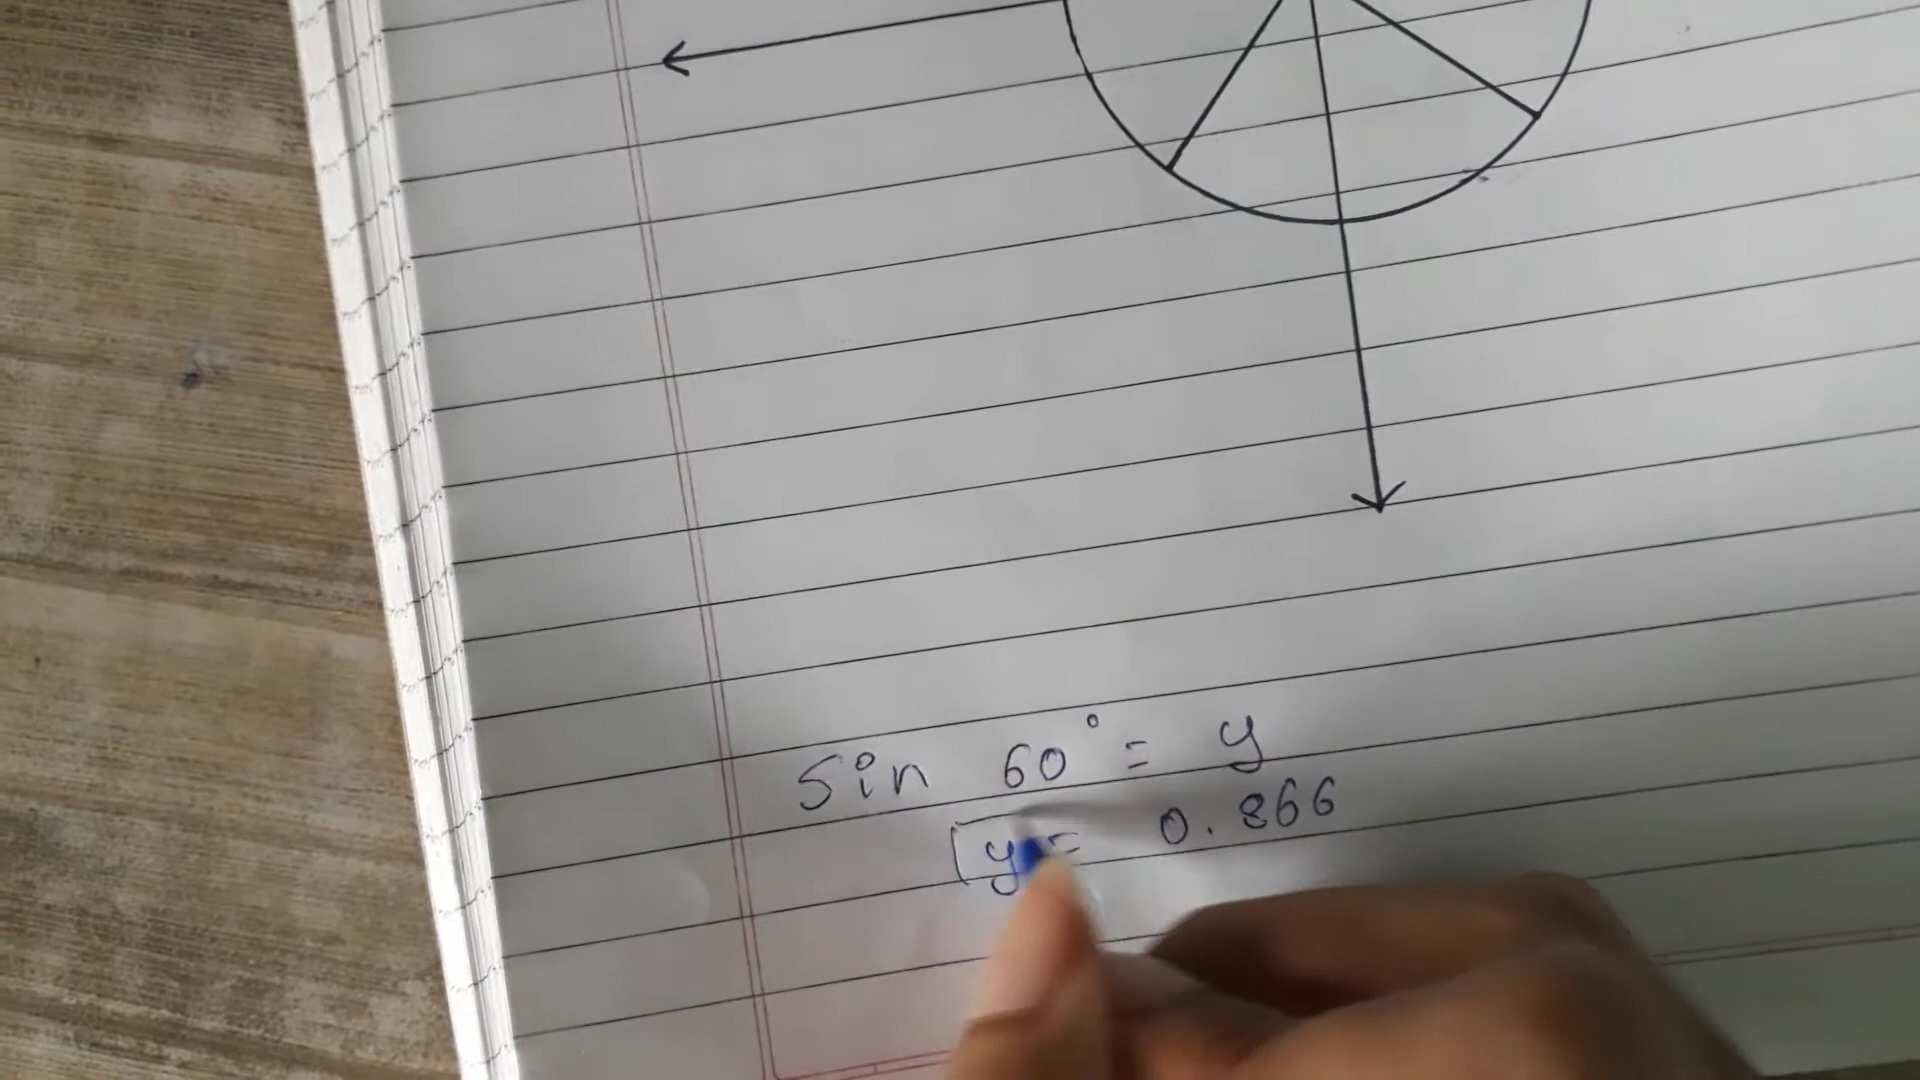 Sin 60° = y
y = 0.866